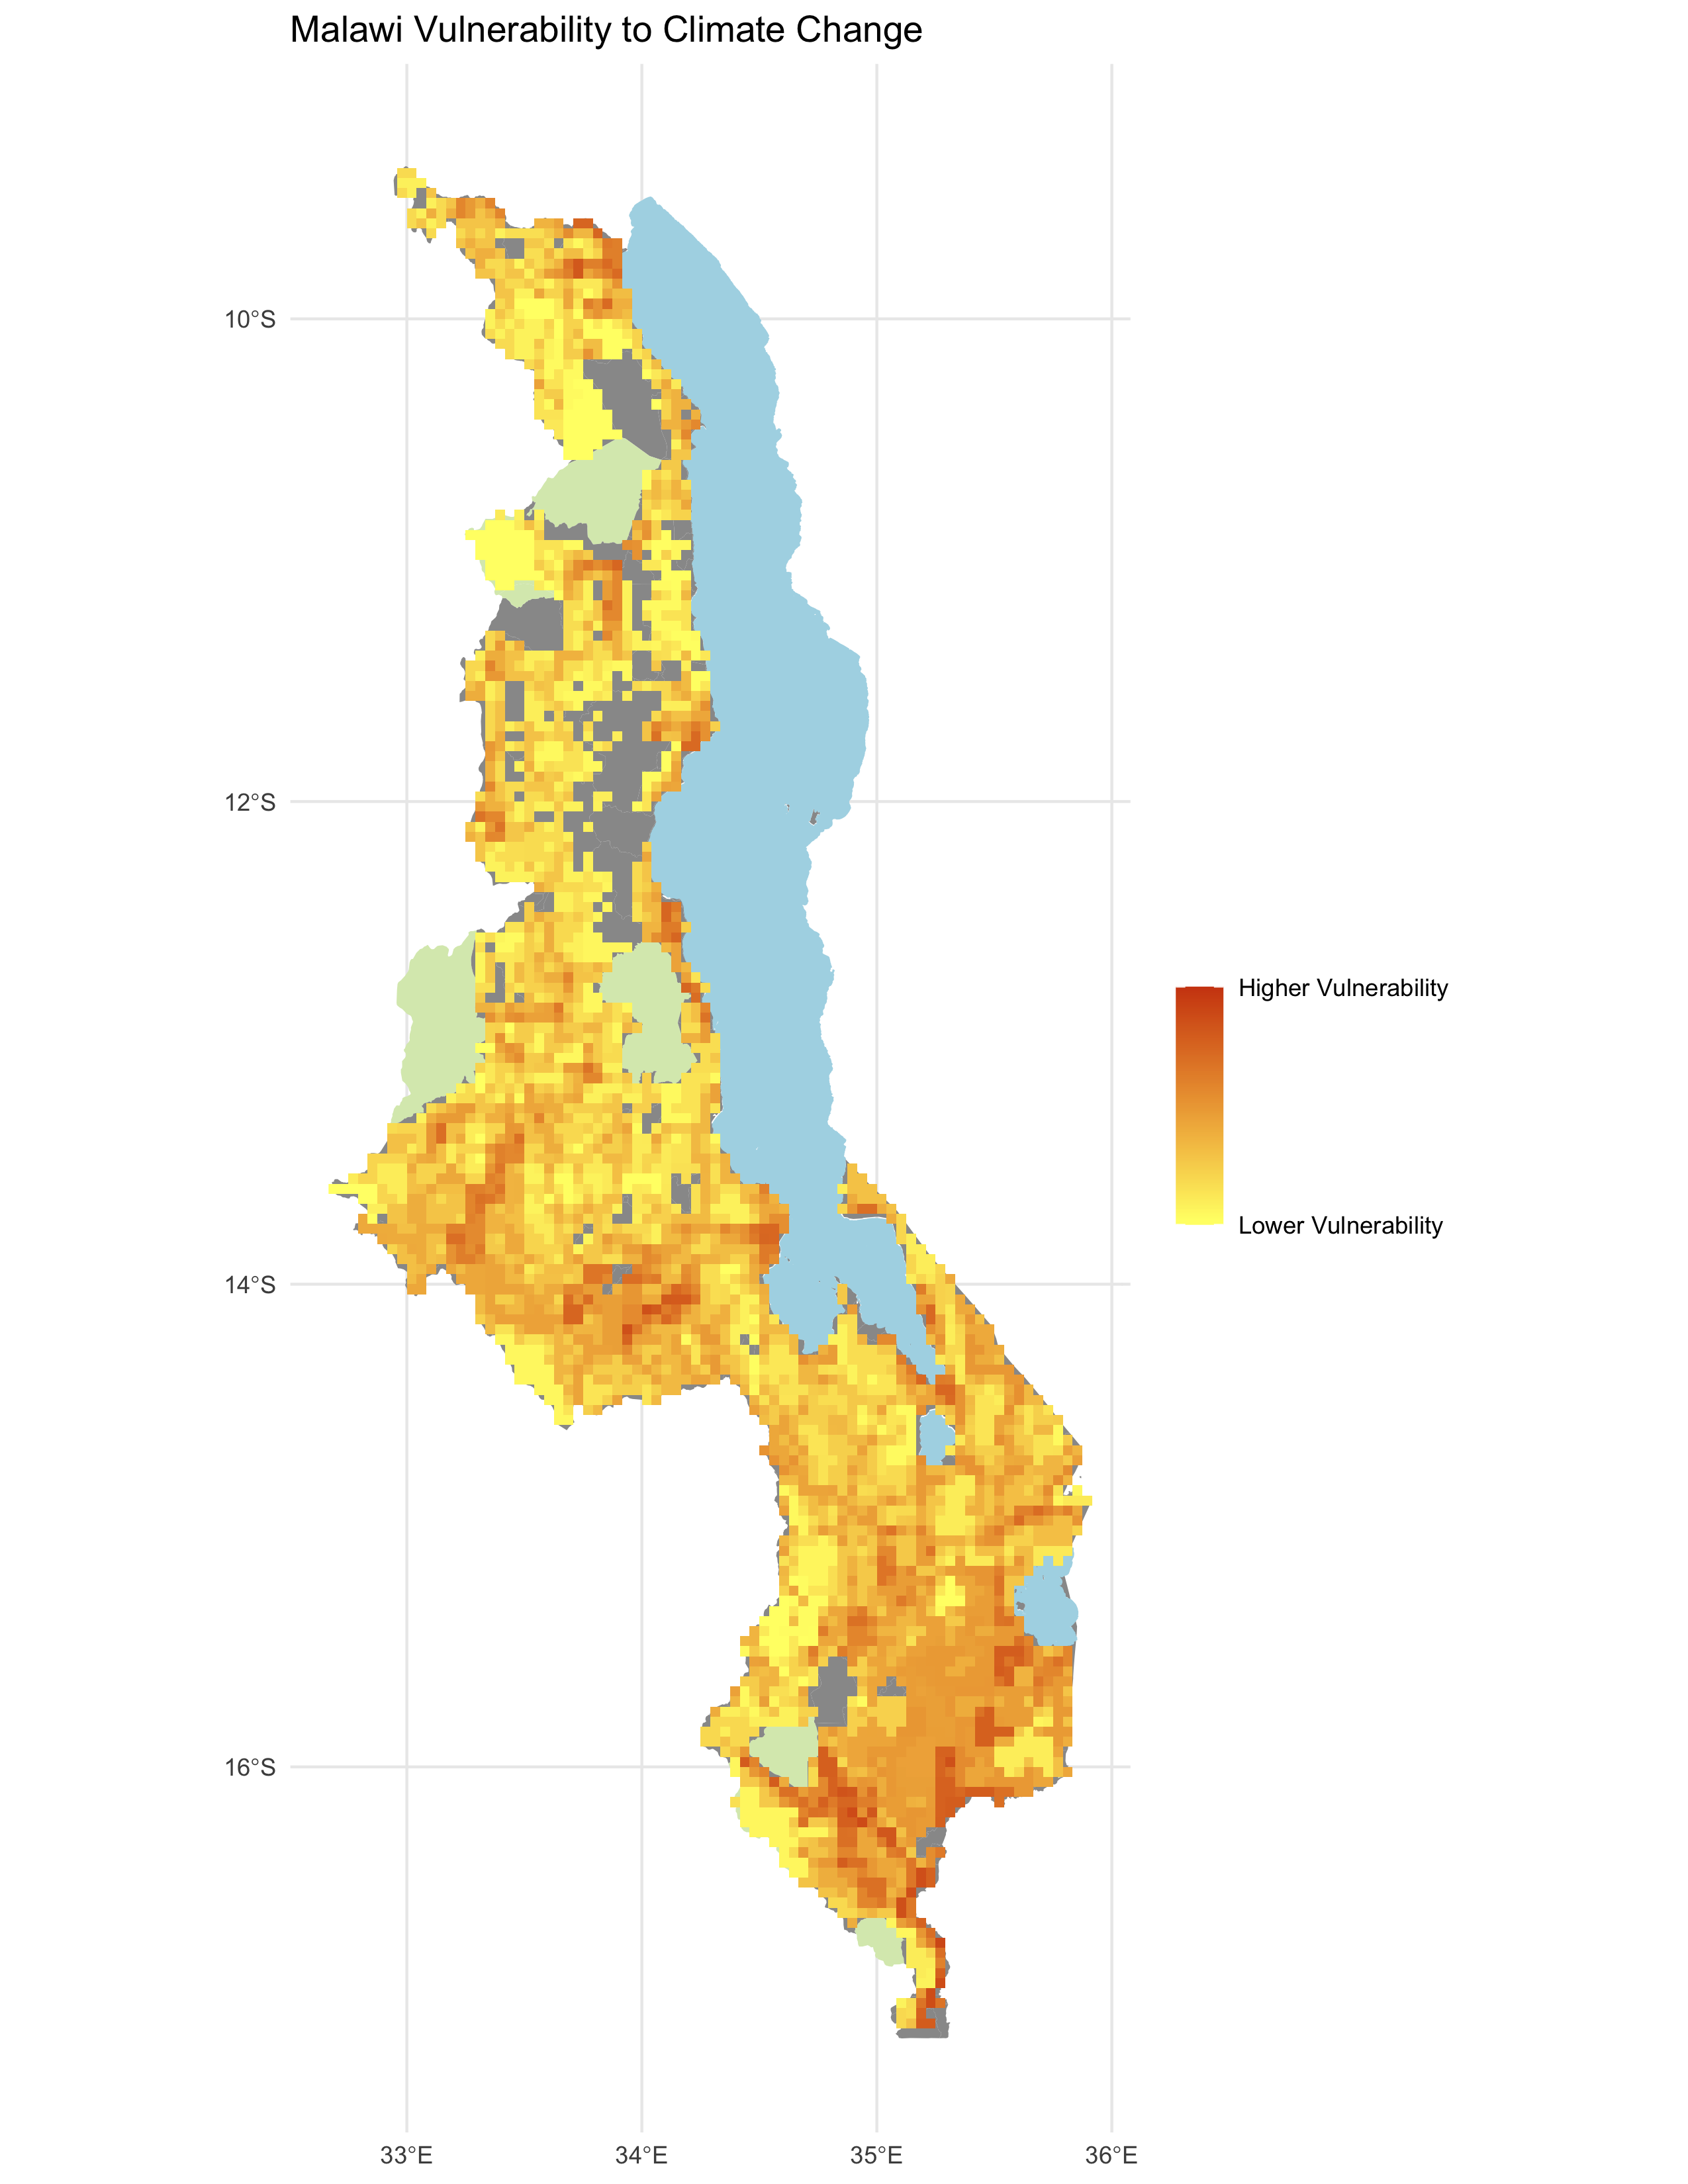 Malawi Vulnerability to Climate Change
10°S
12°S
14°S
16°S
33°E
34°E
35°E
36°E
Higher Vulnerability
Lower Vulnerability